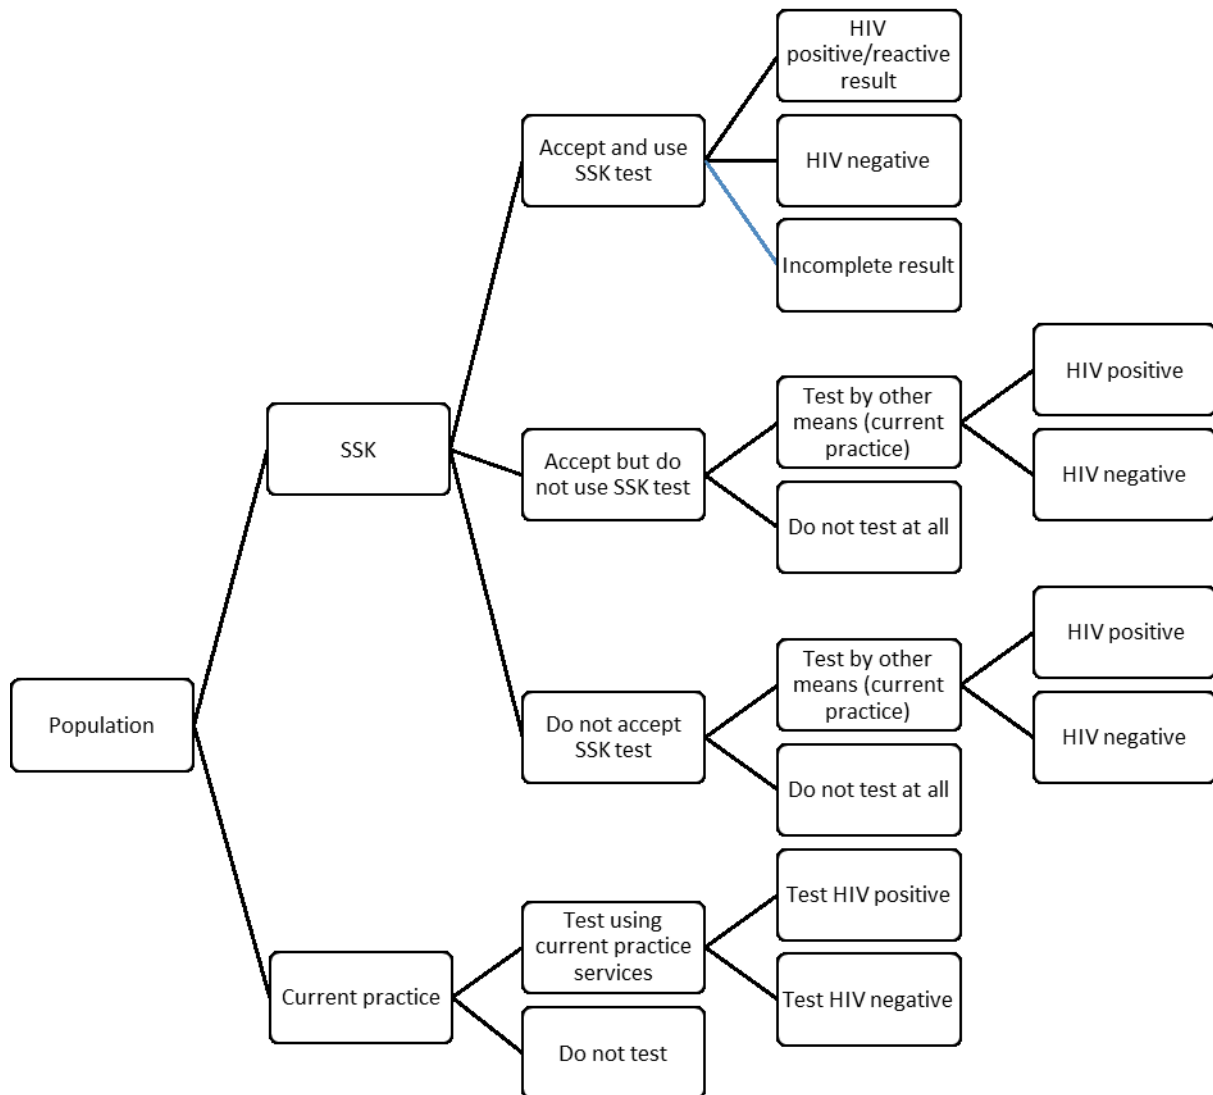 HIV
positive/reactive
result
Accept and use
SSK test
HIV negative
Incomplete result
SSK
Accept but do
not use SSK test
Test by other
means (current
practice)
HIV positive
HIV negative
Do not test at all
Population
Do not accept
SSK test
Test by other
means (current
practice)
HIV positive
HIV negative
Do not test at all
Current practice
Test using
current practice
services
Test HIV positive
Test HIV negative
Do not test